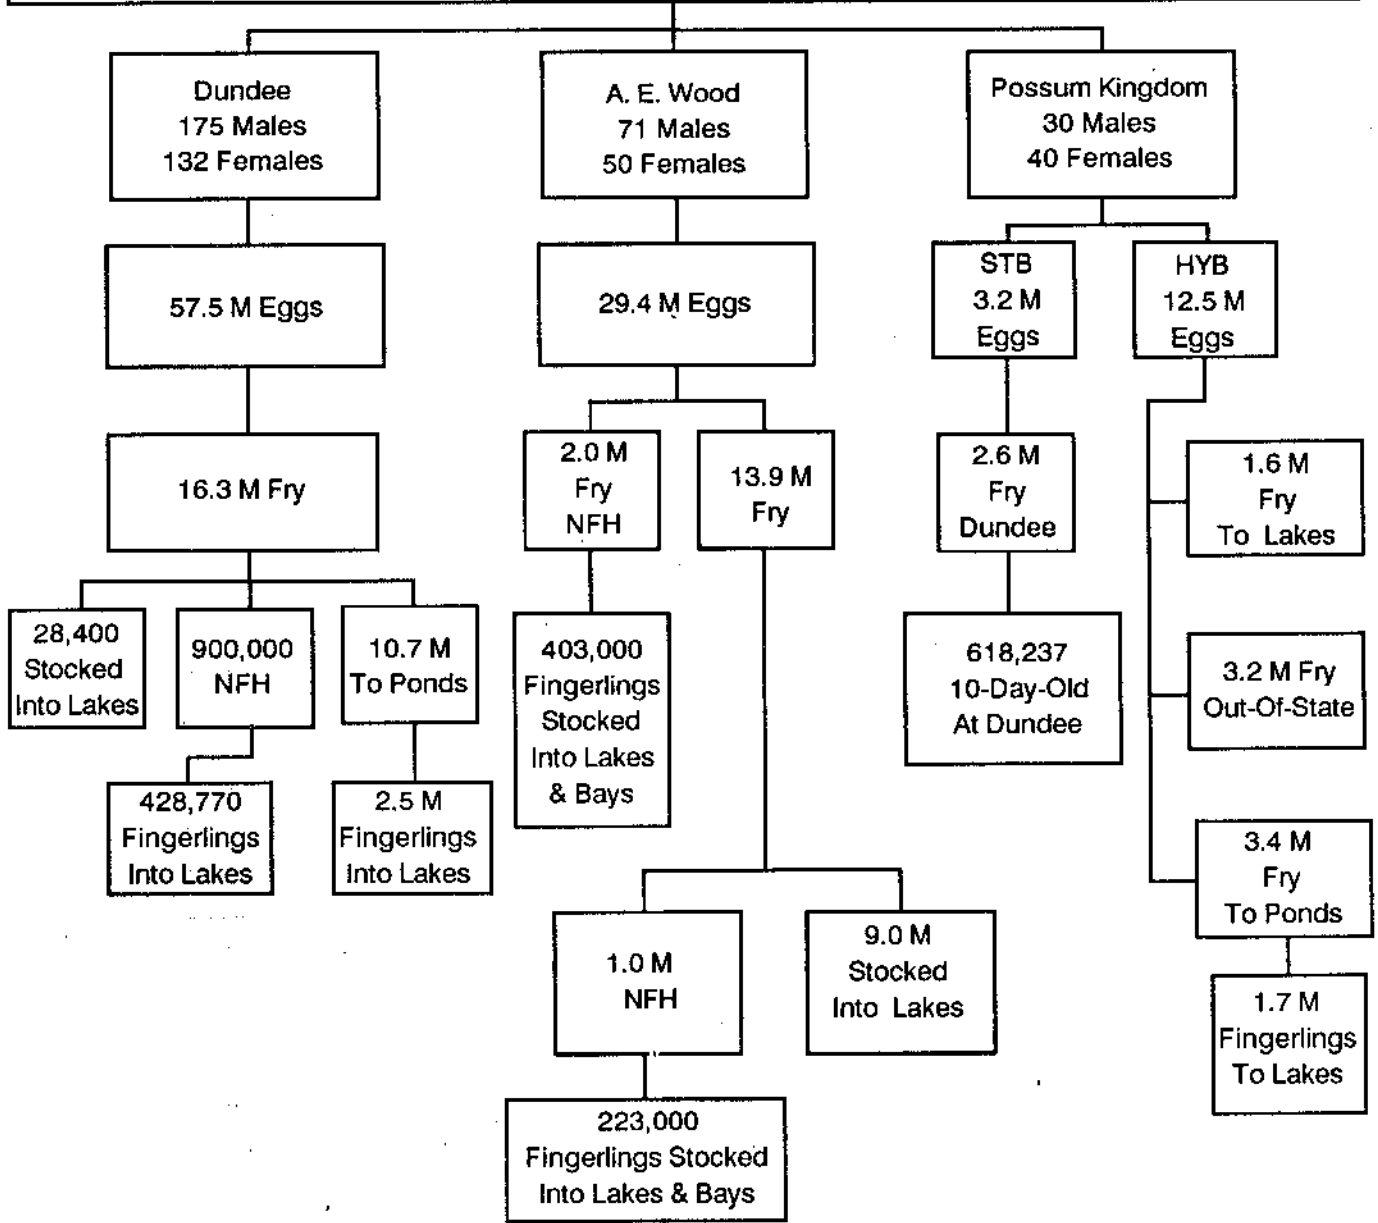 Dundee
175 Males
132 Females
A. E. Wood
71 Males
50 Females
Possum Kingdom
30 Males
40 Females
57.5 M Eggs
29.4 M Eggs
STB
3.2 M
Eggs
HYB
12.5 M
Eggs
16.3 M Fry
2.0 M
Fry
NFH
13.9 M
Fry
2.6 M
Fry
Dundee
1.6 M
Fry
To Lakes
28,400
Stocked
Into Lakes
900,000
NFH
10.7 M
To Ponds
403,000
Fingerlings
Stocked
Into Lakes
& Bays
618,237
10-Day-Old
At Dundee
3.2 M Fry
Out-Of-State
428,770
Fingerlings
Into Lakes
2.5 M
Fingerlings
Into Lakes
3.4 M
Fry
To Ponds
1.0 M
NFH
9.0 M
Stocked
Into Lakes
1.7 M
Fingerlings
To Lakes
223,000
Fingerlings Stocked
Into Lakes & Bays